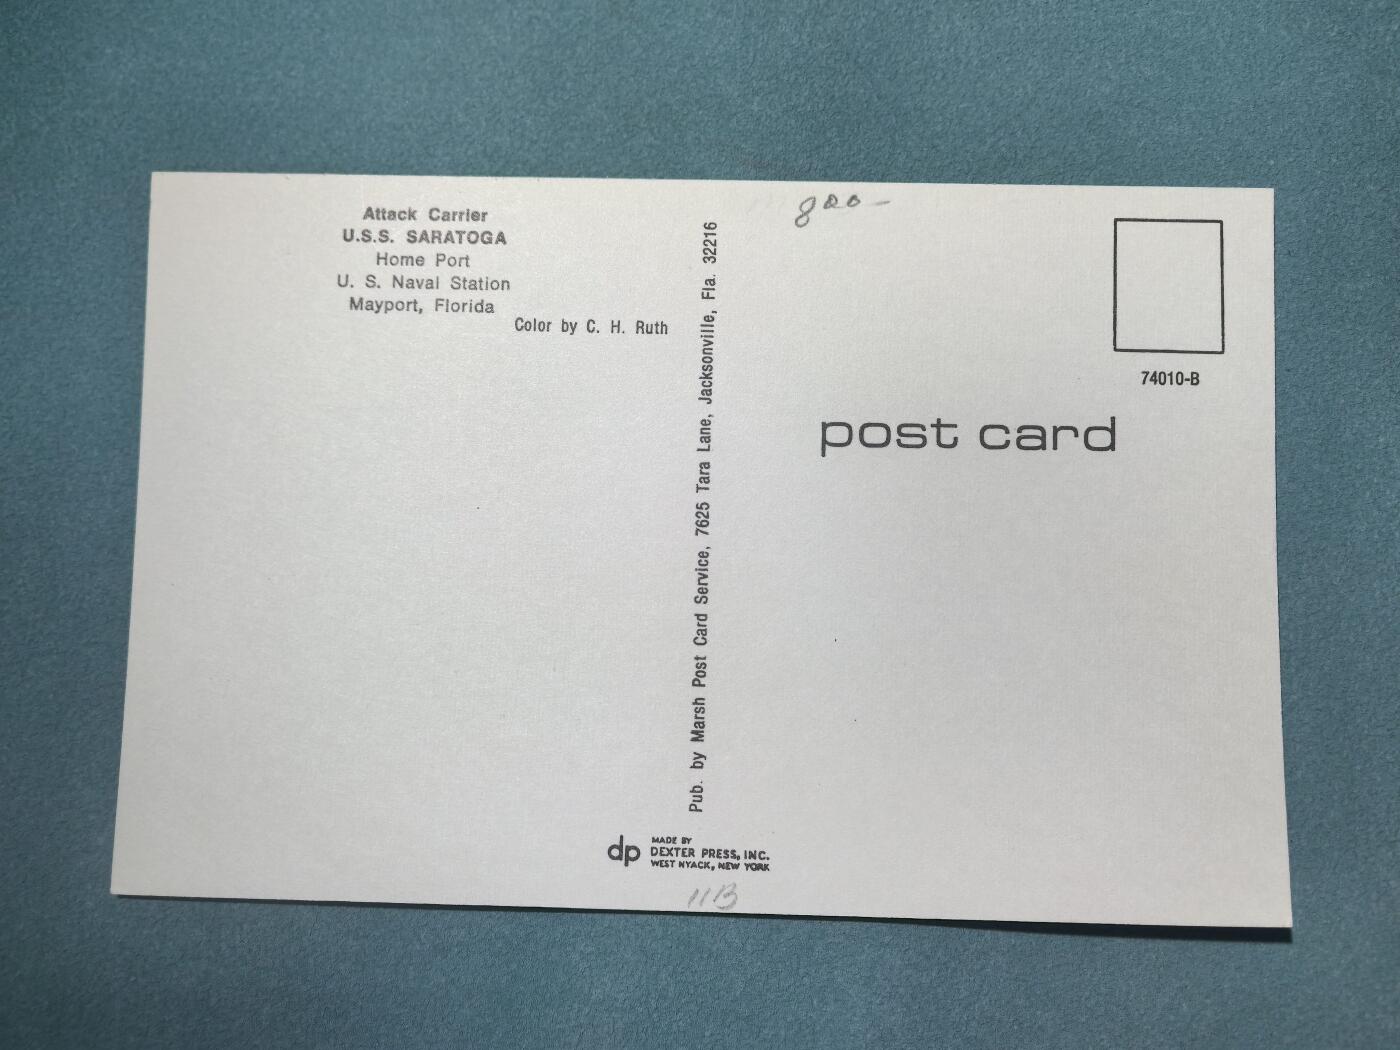 Attack Carrier
U.S.S. SARATOGA
Home Port
U. S. Naval Station
Mayport, Florida
Color by C. H. Ruth
Pub. by Marsh Post Card Service, 7625 Tara Lane, Jacksonville, Fla. 32216
dp
MADE BY
DEXTER PRESS, INC.
WEST NYACK, NEW YORK
11B
800-
74010-B
post card